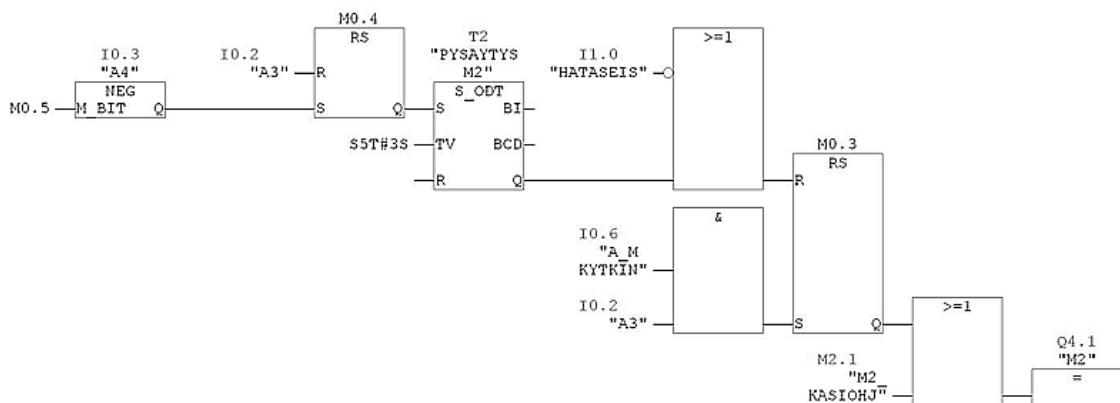 M0.4
RS
I0.2
"A3"
R
S
Q
I0.3
"A4"
NEG
M0.5
M_BIT
Q
T2
"PYSAYTYS
M2"
S_ODT
S
BI
S5T#3S
TV
BCD
R
Q
I1.0
"HATASEIS"
>=1
M0.3
RS
R
I0.6
"A_M
KYTKIN"
&
I0.2
"A3"
S
Q
>=1
M2.1
"M2_
KASIOHJ"
Q4.1
"M2"
=